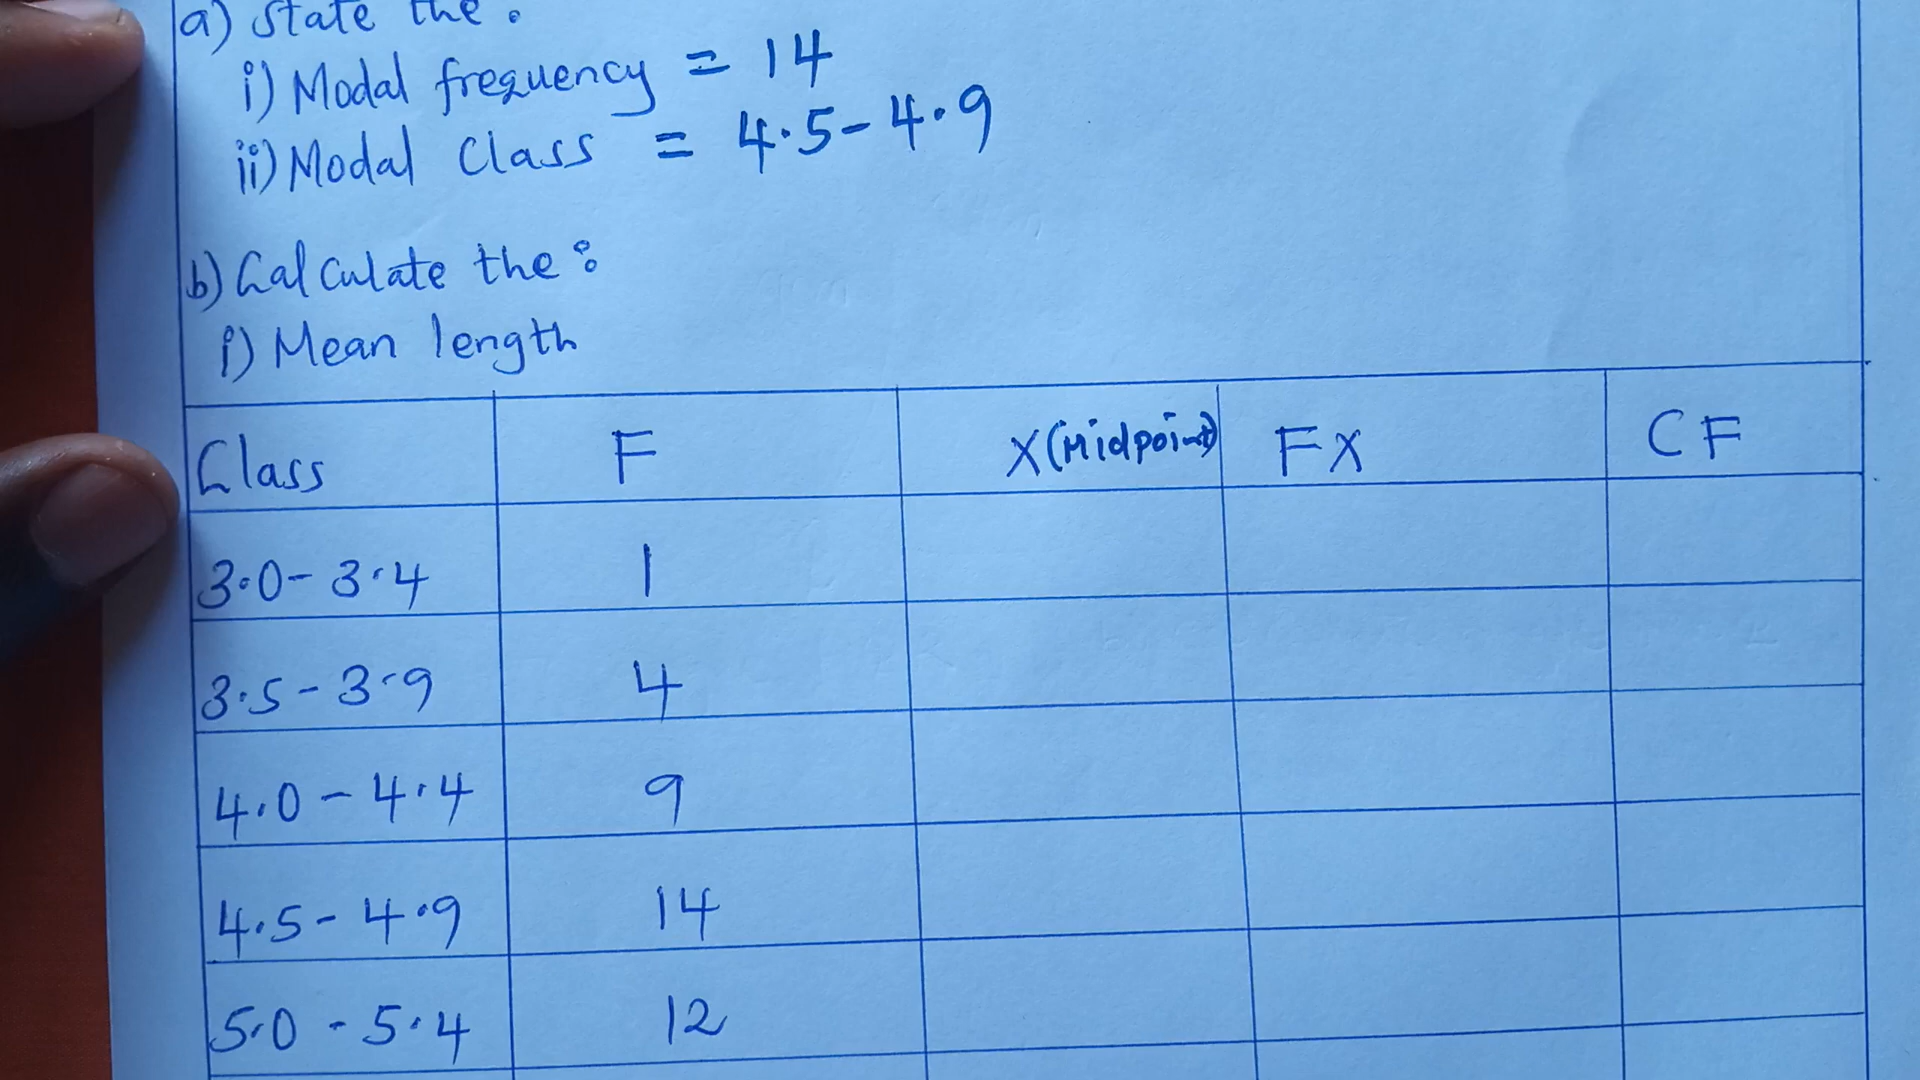 a) State the :
i) Modal frequency = 14
ii) Modal Class = 4.5 - 4.9
b) Calculate the :
i) Mean length
Class F X (Midpoint) FX CF
3.0 - 3.4 1
3.5 - 3.9 4
4.0 - 4.4 9
4.5 - 4.9 14
5.0 - 5.4 12